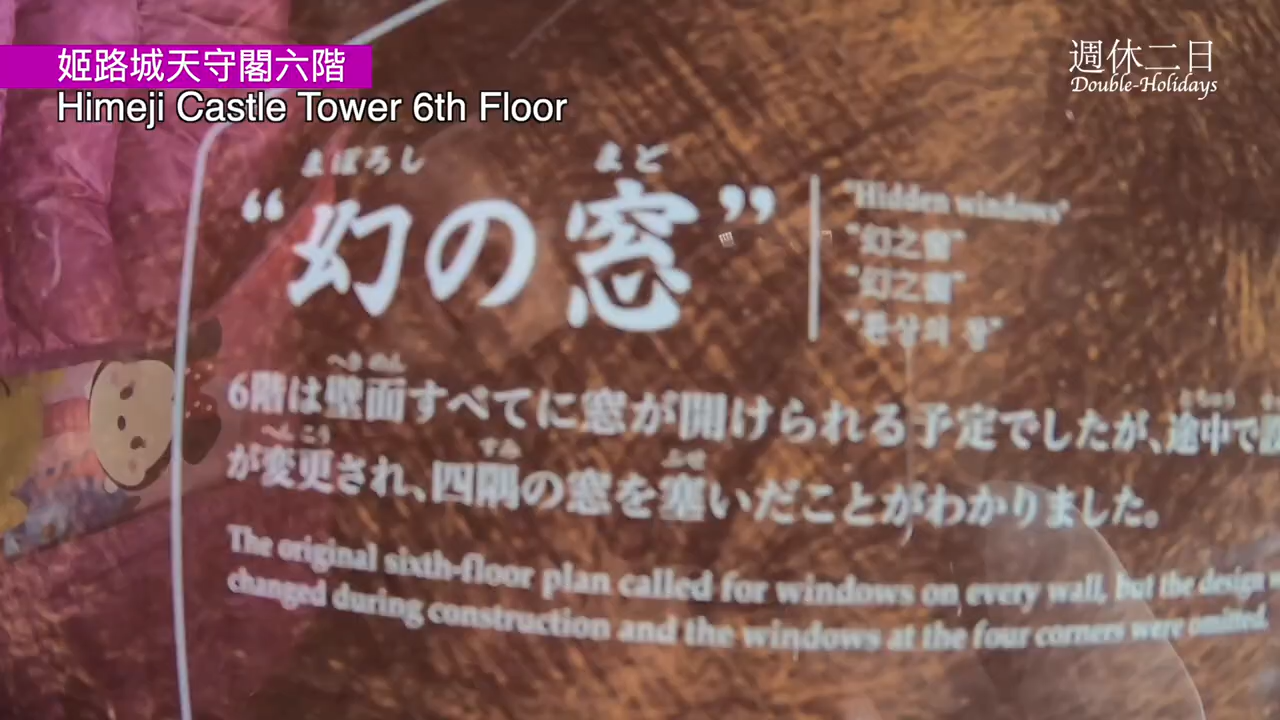 姫路城天守閣六階
Himeji Castle Tower 6th Floor
週休二日
Double-Holidays
まぼろし まど
“幻の窓”
"Hidden windows"
"幻之窗"
"幻之窗"
"환상의 창"
へきめん
6階は壁面すべてに窓が開けられる予定でしたが、途中で
へんこう すみ ふさ
が変更され、四隅の窓を塞いだことがわかりました。
The original sixth-floor plan called for windows on every wall, but the design
changed during construction and the windows at the four corners were omitted.